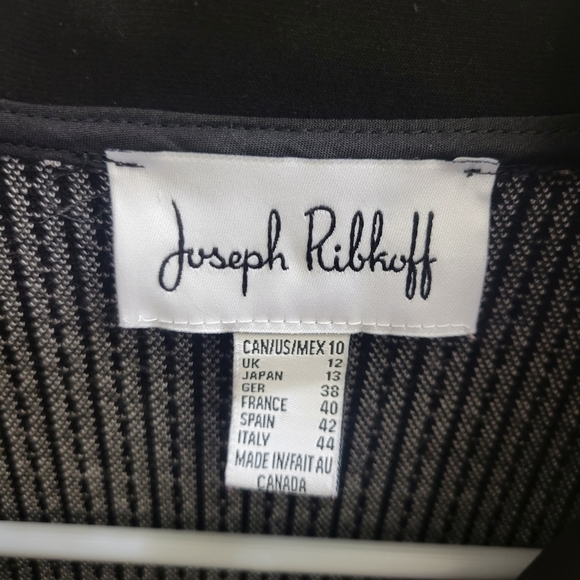 Joseph Ribkoff
CAN/US/MEX 10
UK 12
JAPAN 13
GER 38
FRANCE 40
SPAIN 42
ITALY 44
MADE IN/FAIT AU
CANADA